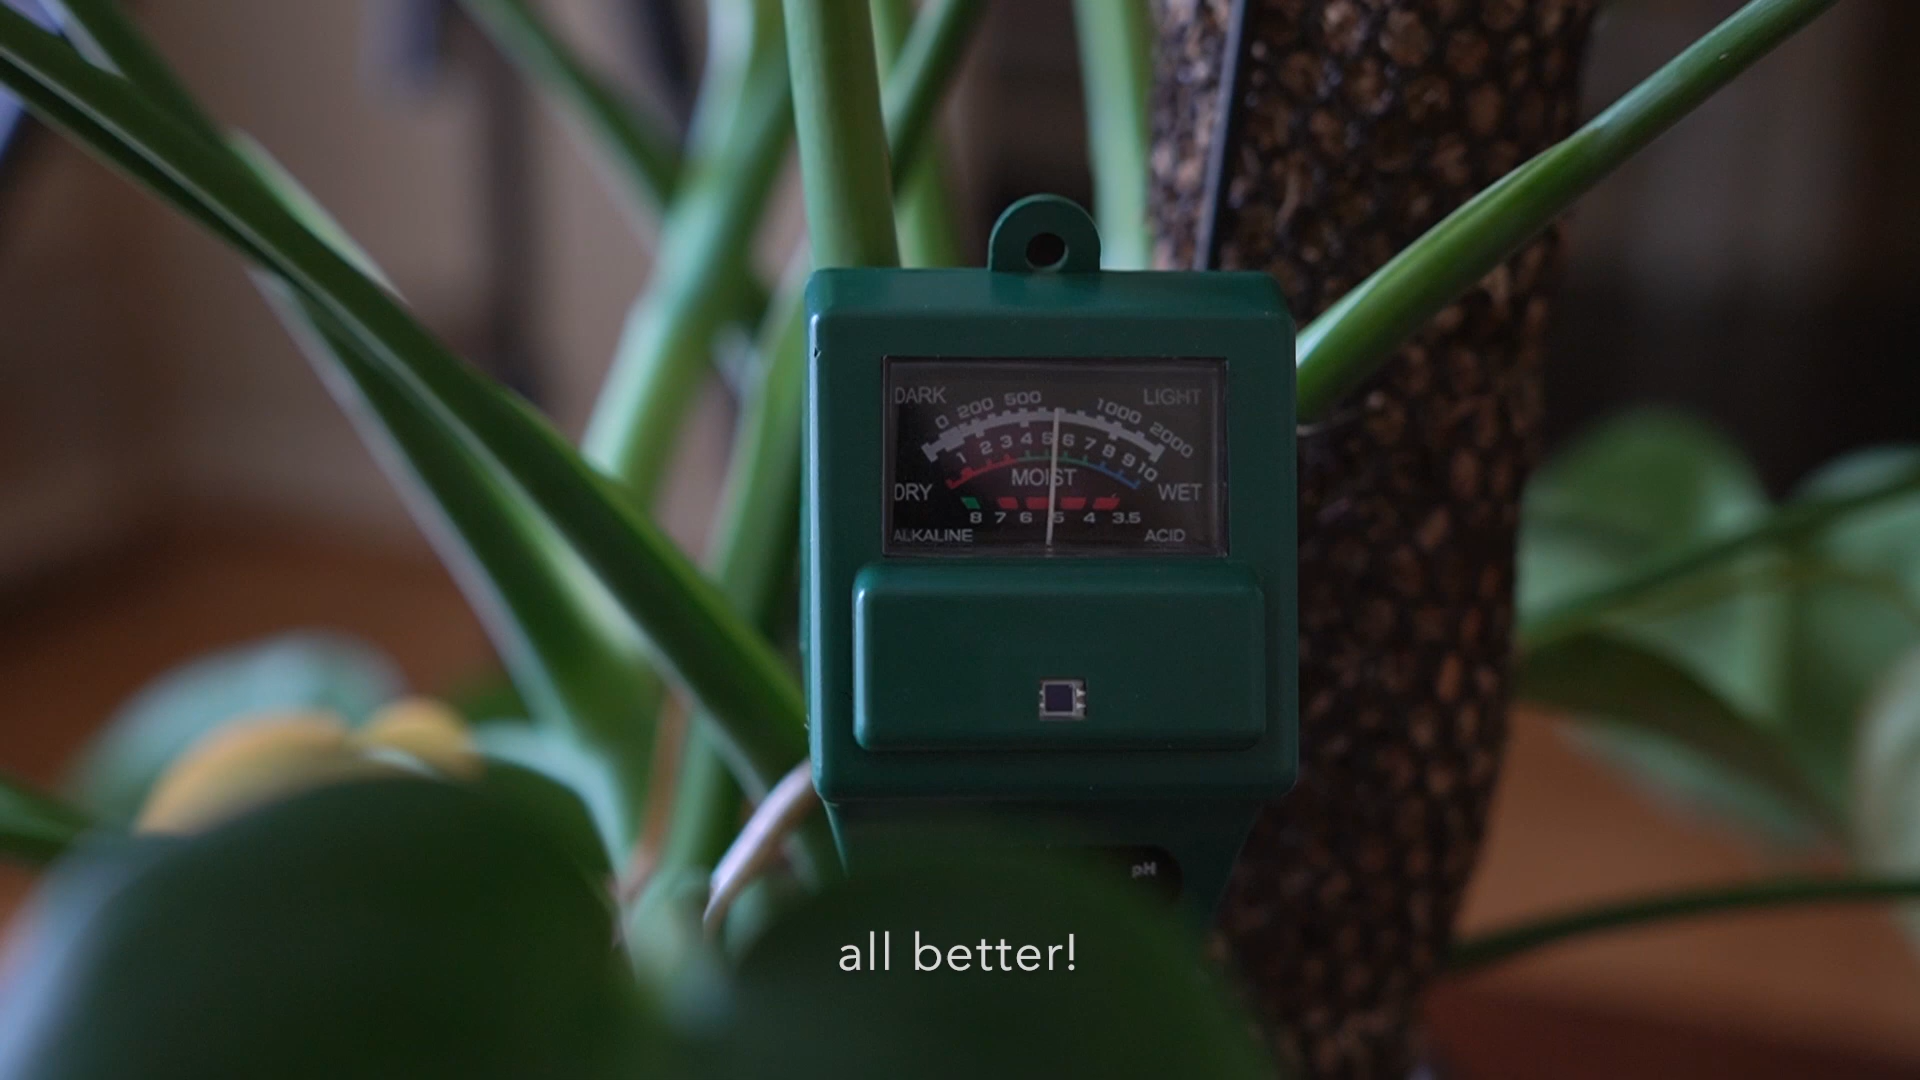 DARK LIGHT
0 200 500 1000 2000
1 2 3 4 5 6 7 8 9 10
MOIST
DRY WET
8 7 6 5 4 3.5
ALKALINE ACID
pH
all better!